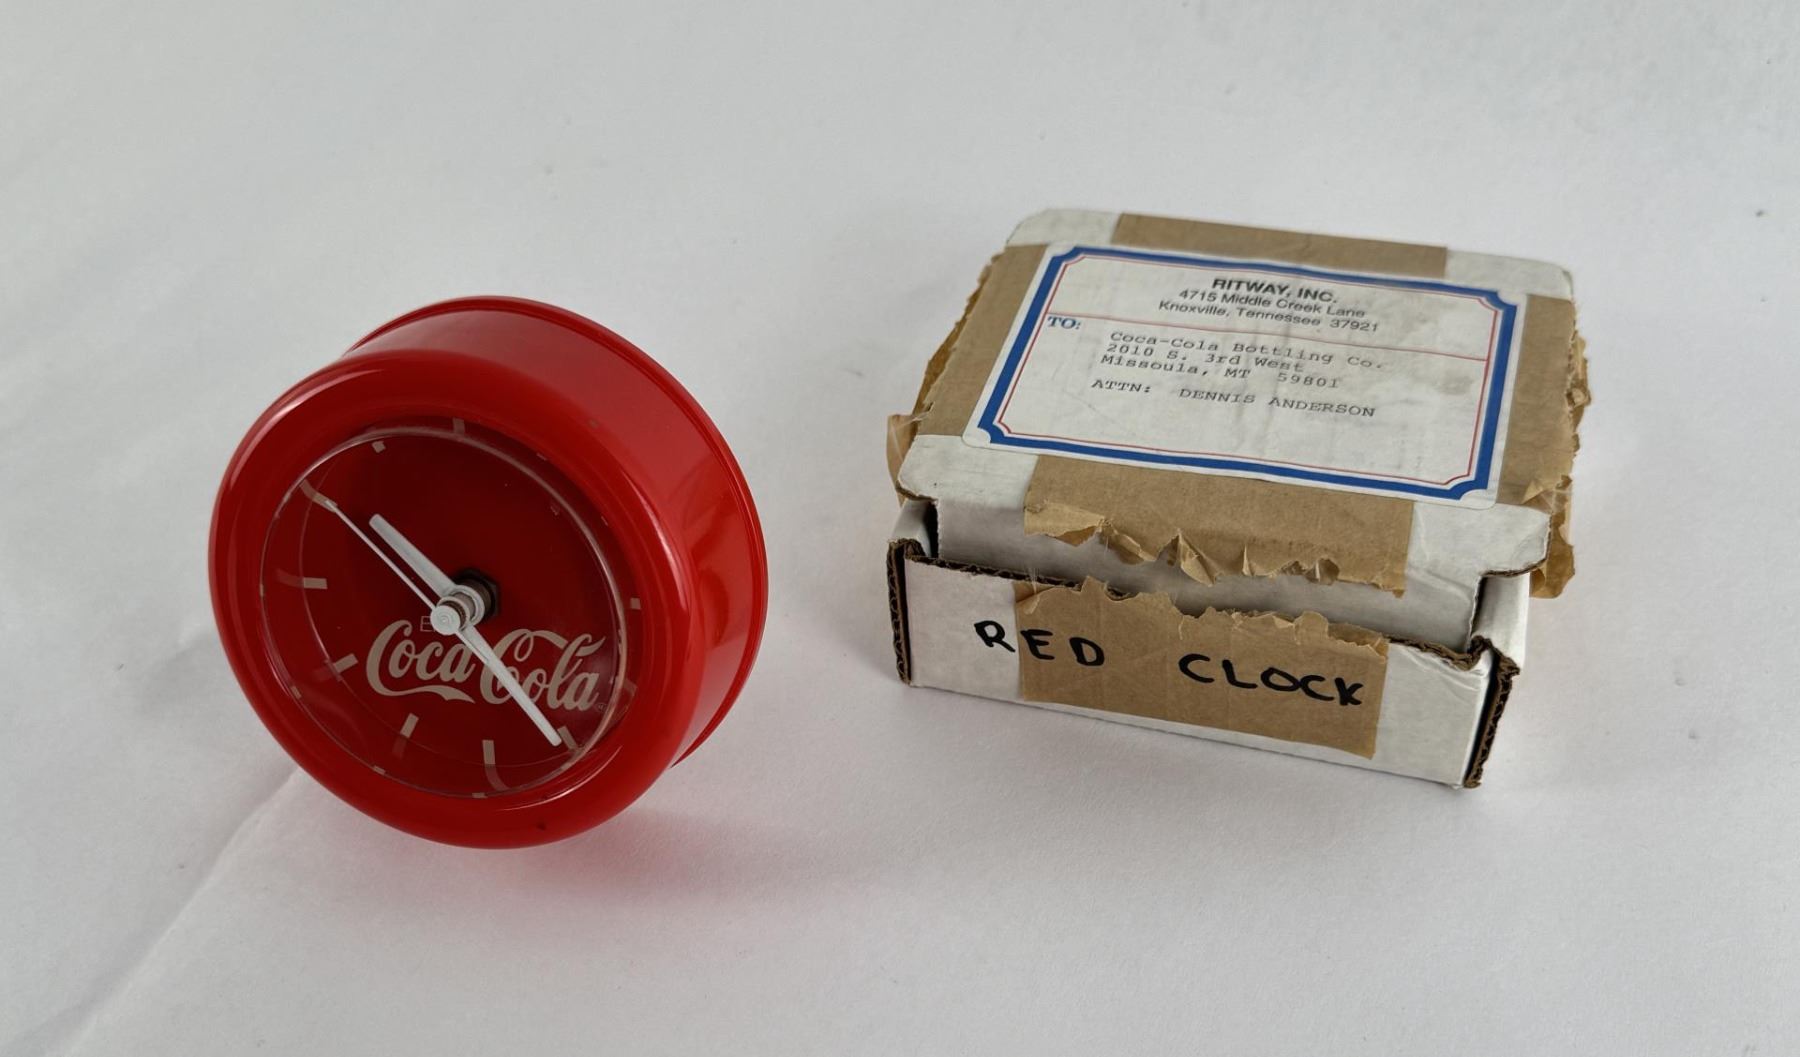 Coca-Cola
RITWAY, INC.
4715 Middle Creek Lane
Knoxville, Tennessee 37921
TO:
Coca-Cola Bottling Co.
2010 S. 3rd West
Missoula, MT 59801
ATTN: DENNIS ANDERSON
RED CLOCK